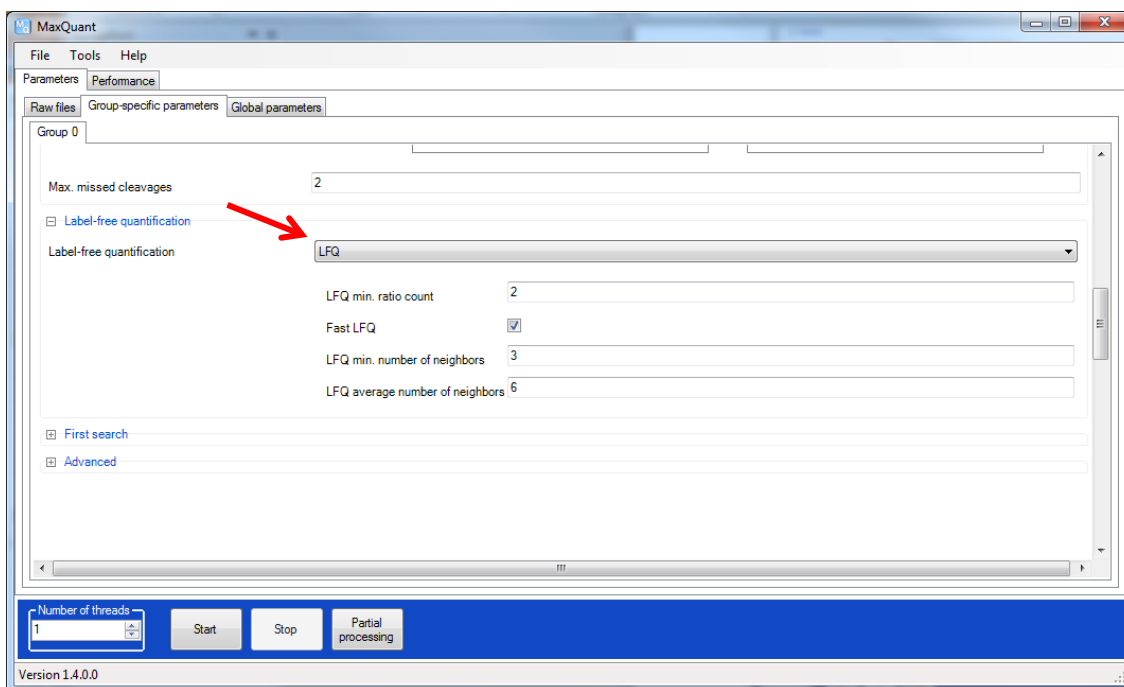 MaxQuant
File Tools Help
Parameters Performance
Raw files Group-specific parameters Global parameters
Group 0
Max. missed cleavages 2
Label-free quantification
Label-free quantification LFQ
LFQ min. ratio count 2
Fast LFQ
LFQ min. number of neighbors 3
LFQ average number of neighbors 6
First search
Advanced
Number of threads
1
Start Stop Partial processing
Version 1.4.0.0